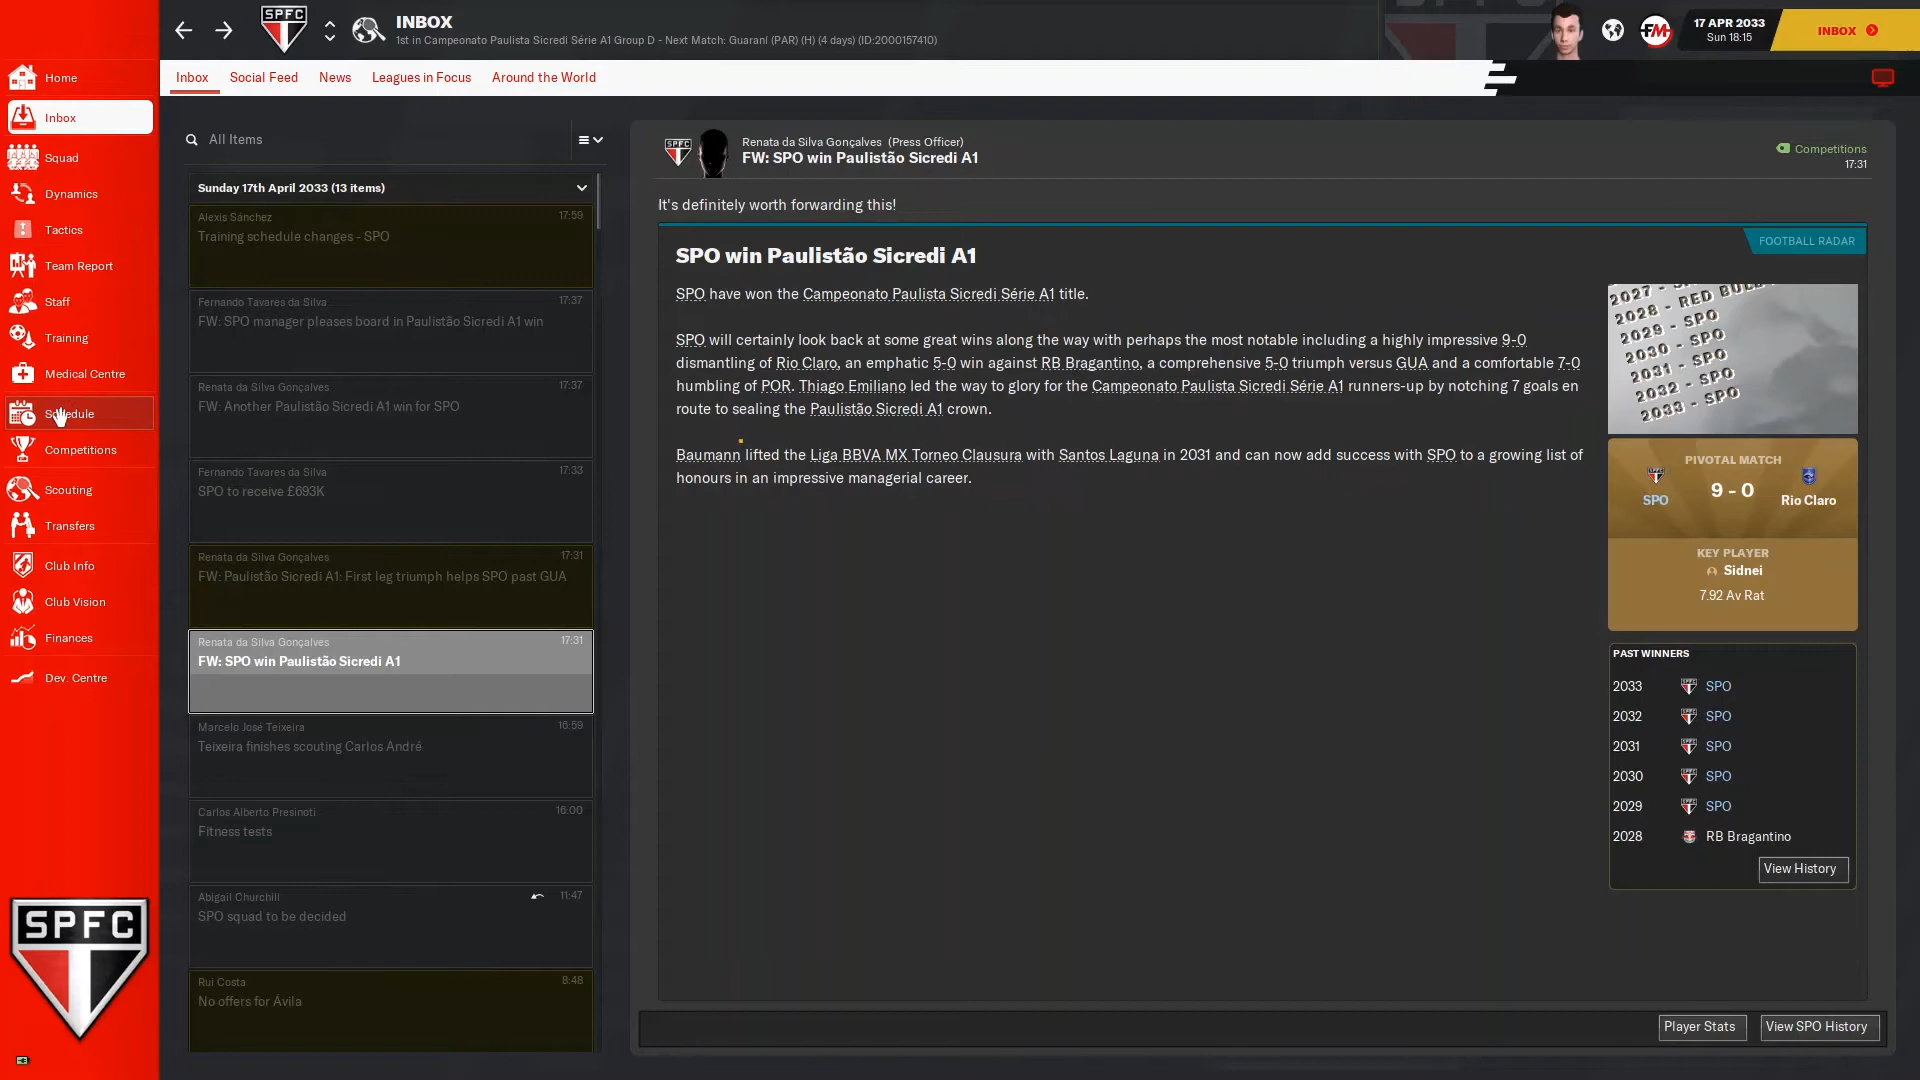 SPFC
INBOX
1st in Campeonato Paulista Sicredi Série A1 Group D - Next Match: Guaraní (PAR) (H) (4 days) (ID:2000157410)
FM
17 APR 2033
Sun 18:15
INBOX
Inbox
Social Feed
News
Leagues in Focus
Around the World
Home
Inbox
Squad
Dynamics
Tactics
Team Report
Staff
Training
Medical Centre
Schedule
Competitions
Scouting
Transfers
Club Info
Club Vision
Finances
Dev. Centre
SPFC
All Items
Sunday 17th April 2033 (13 items)
Alexis Sánchez 17:59
Training schedule changes - SPO
Fernando Tavares da Silva 17:37
FW: SPO manager pleases board in Paulistão Sicredi A1 win
Renata da Silva Gonçalves 17:37
FW: Another Paulistão Sicredi A1 win for SPO
Fernando Tavares da Silva 17:33
SPO to receive £693K
Renata da Silva Gonçalves 17:31
FW: Paulistão Sicredi A1: First leg triumph helps SPO past GUA
Renata da Silva Gonçalves 17:31
FW: SPO win Paulistão Sicredi A1
Marcelo José Teixeira 16:59
Teixeira finishes scouting Carlos André
Carlos Alberto Presinoti 16:00
Fitness tests
Abigail Churchill 11:47
SPO squad to be decided
Rui Costa 8:48
No offers for Ávila
SPFC
Renata da Silva Gonçalves (Press Officer)
FW: SPO win Paulistão Sicredi A1
Competitions
17:31
It's definitely worth forwarding this!
FOOTBALL RADAR
SPO win Paulistão Sicredi A1
SPO have won the Campeonato Paulista Sicredi Série A1 title.
SPO will certainly look back at some great wins along the way with perhaps the most notable including a highly impressive 9-0
dismantling of Rio Claro, an emphatic 5-0 win against RB Bragantino, a comprehensive 5-0 triumph versus GUA and a comfortable 7-0
humbling of POR. Thiago Emiliano led the way to glory for the Campeonato Paulista Sicredi Série A1 runners-up by notching 7 goals en
route to sealing the Paulistão Sicredi A1 crown.
Baumann lifted the Liga BBVA MX Torneo Clausura with Santos Laguna in 2031 and can now add success with SPO to a growing list of
honours in an impressive managerial career.
2028 - RED BULL
2029 - SPO
2030 - SPO
2031 - SPO
2032 - SPO
2033 - SPO
PIVOTAL MATCH
SPO 9 - 0 Rio Claro
KEY PLAYER
Sidnei
7.92 Av Rat
PAST WINNERS
2033 SPO
2032 SPO
2031 SPO
2030 SPO
2029 SPO
2028 RB Bragantino
View History
Player Stats
View SPO History